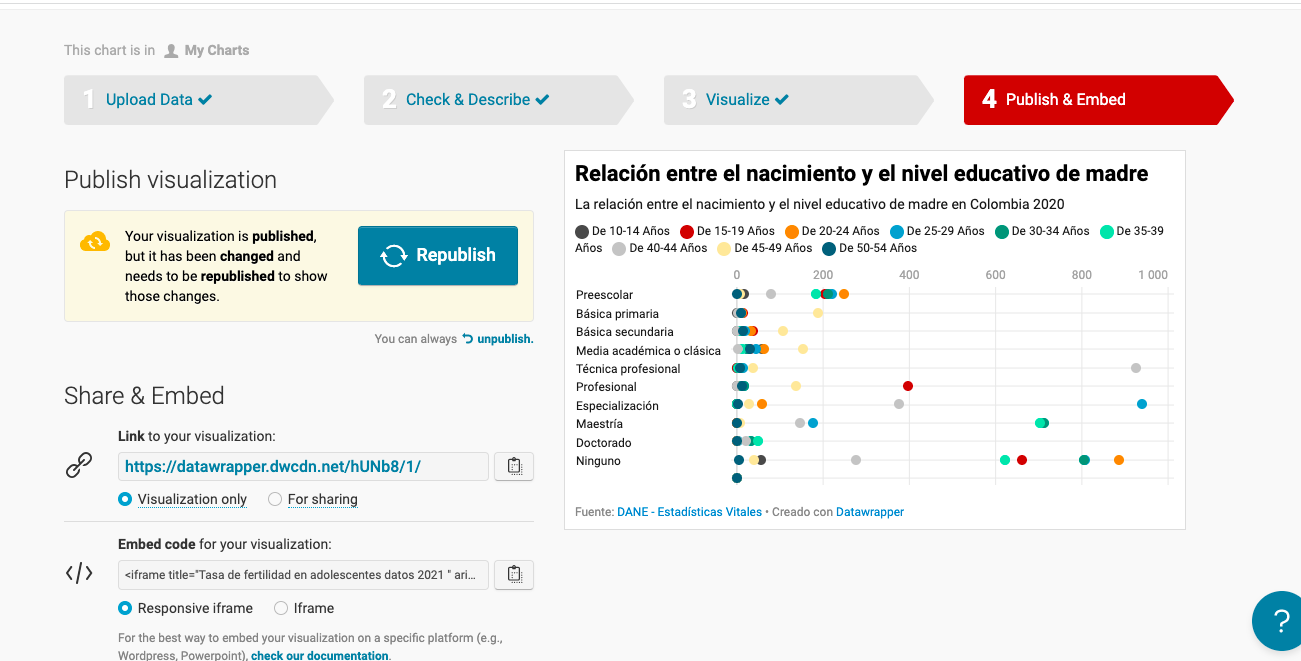 This chart is in My Charts
1 Upload Data
2 Check & Describe
3 Visualize
4 Publish & Embed
Publish visualization
Your visualization is published,
but it has been changed and
needs to be republished to show
those changes.
Republish
You can always unpublish.
Share & Embed
Link to your visualization:
https://datawrapper.dwcdn.net/hUNb8/1/
Visualization only For sharing
Embed code for your visualization:
<iframe title="Tasa de fertilidad en adolescentes datos 2021 " ari...
Responsive iframe Iframe
For the best way to embed your visualization on a specific platform (e.g.,
Wordpress, Powerpoint), check our documentation.
Relación entre el nacimiento y el nivel educativo de madre
La relación entre el nacimiento y el nivel educativo de madre en Colombia 2020
De 10-14 Años De 15-19 Años De 20-24 Años De 25-29 Años De 30-34 Años De 35-39
Años De 40-44 Años De 45-49 Años De 50-54 Años
0 200 400 600 800 1 000
Preescolar
Básica primaria
Básica secundaria
Media académica o clásica
Técnica profesional
Profesional
Especialización
Maestría
Doctorado
Ninguno
Fuente: DANE - Estadísticas Vitales • Creado con Datawrapper
?